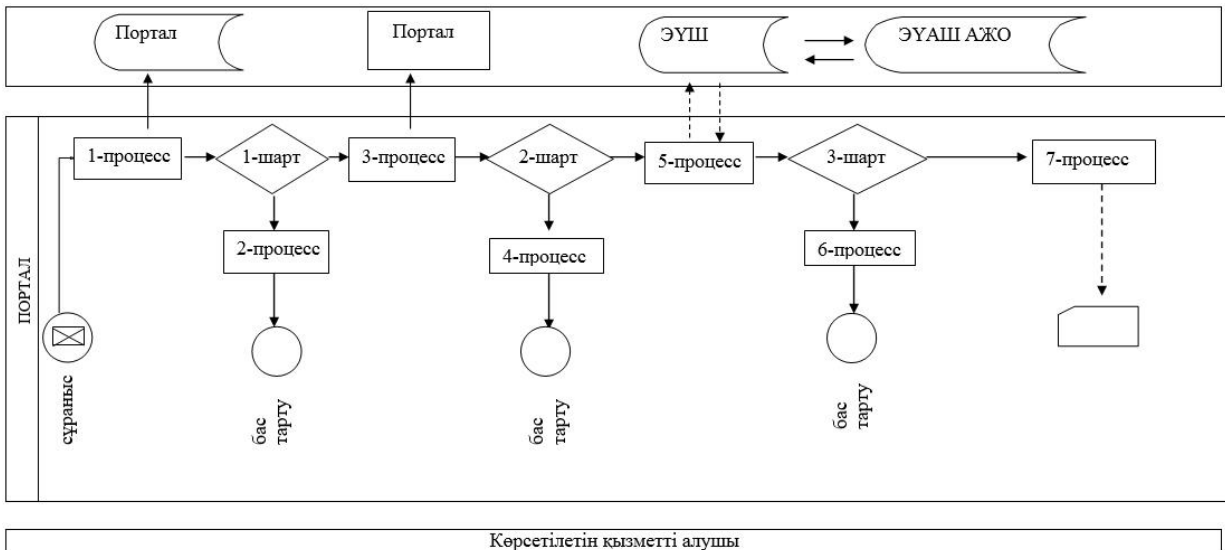 Портал
Портал
ЭҮШ
ЭҮАШ АЖО
1-процесс
1-шарт
3-процесс
2-шарт
5-процесс
3-шарт
7-процесс
2-процесс
4-процесс
6-процесс
ПОРТАЛ
сұраныс
бас
тарту
бас
тарту
бас
тарту
Көрсетілетін қызметті алушы